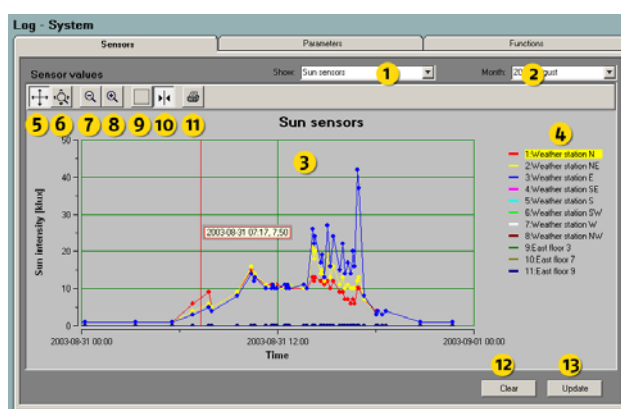 Log - System
Sensors Parameters Functions
Sensor values Show: Sun sensors 1 Month: 2 gust
5 6 7 8 9 10 11
Sun sensors
50
40
30
20
10
0
Sun intensity [klux]
3
2003-08-31 07:17, 7,50
4
1:Weather station N
2:Weather station NE
3:Weather station E
4:Weather station SE
5:Weather station S
6:Weather station SW
7:Weather station W
8:Weather station NW
9:East floor 3
10:East floor 7
11:East floor 9
2003-08-31 00:00 2003-08-31 12:00 2003-09-01 00:00
Time
12 13
Clear Update